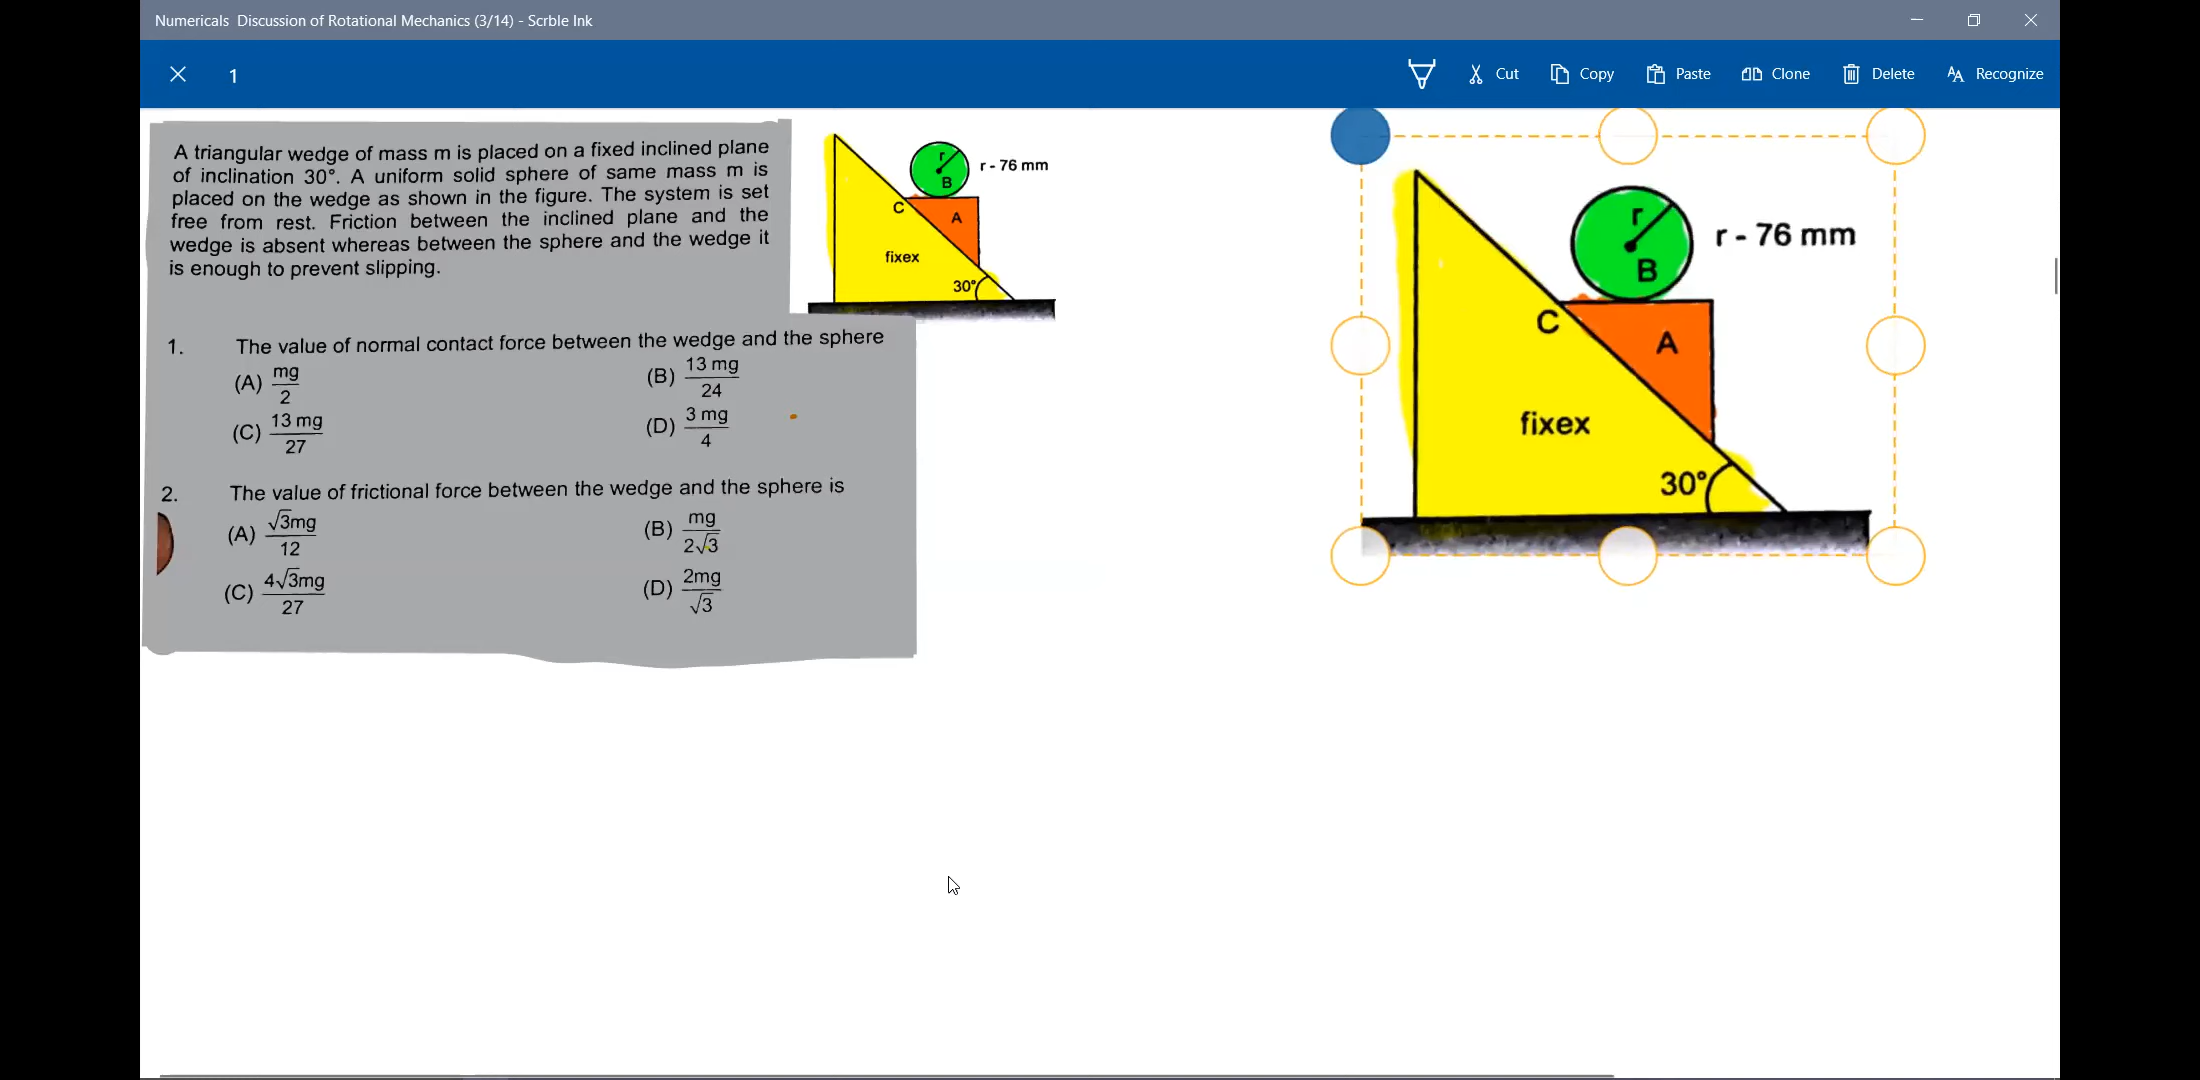 Numericals Discussion of Rotational Mechanics (3/14) - Scrble Ink
1
Cut
Copy
Paste
Clone
Delete
Recognize
A triangular wedge of mass m is placed on a fixed inclined plane
of inclination 30°. A uniform solid sphere of same mass m is
placed on the wedge as shown in the figure. The system is set
free from rest. Friction between the inclined plane and the
wedge is absent whereas between the sphere and the wedge it
is enough to prevent slipping.
r
B
r - 76 mm
C
A
fixex
30°
1. The value of normal contact force between the wedge and the sphere
(A) mg/2
(B) 13 mg/24
(C) 13 mg/27
(D) 3 mg/4
2. The value of frictional force between the wedge and the sphere is
(A) √3mg/12
(B) mg/2√3
(C) 4√3mg/27
(D) 2mg/√3
r
B
r - 76 mm
C
A
fixex
30°